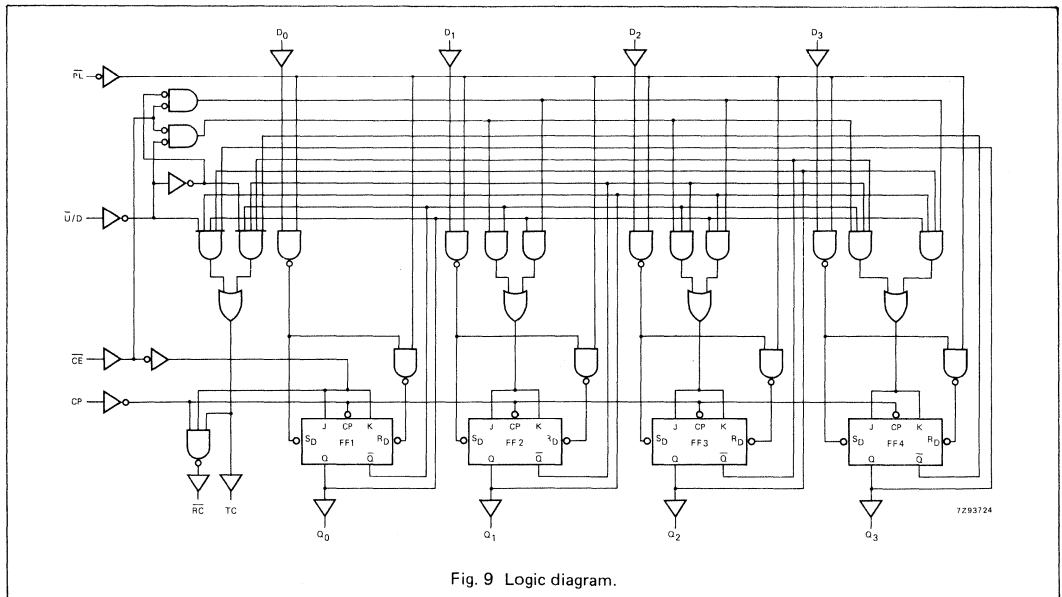 D0 D1 D2 D3
PL
U/D
CE
CP
J CP K J CP K J CP K J CP K
SD FF1 RD SD FF2 RD SD FF3 RD SD FF4 RD
Q Q Q Q Q Q Q Q
RC TC
Q0 Q1 Q2 Q3
7Z93724
Fig. 9 Logic diagram.